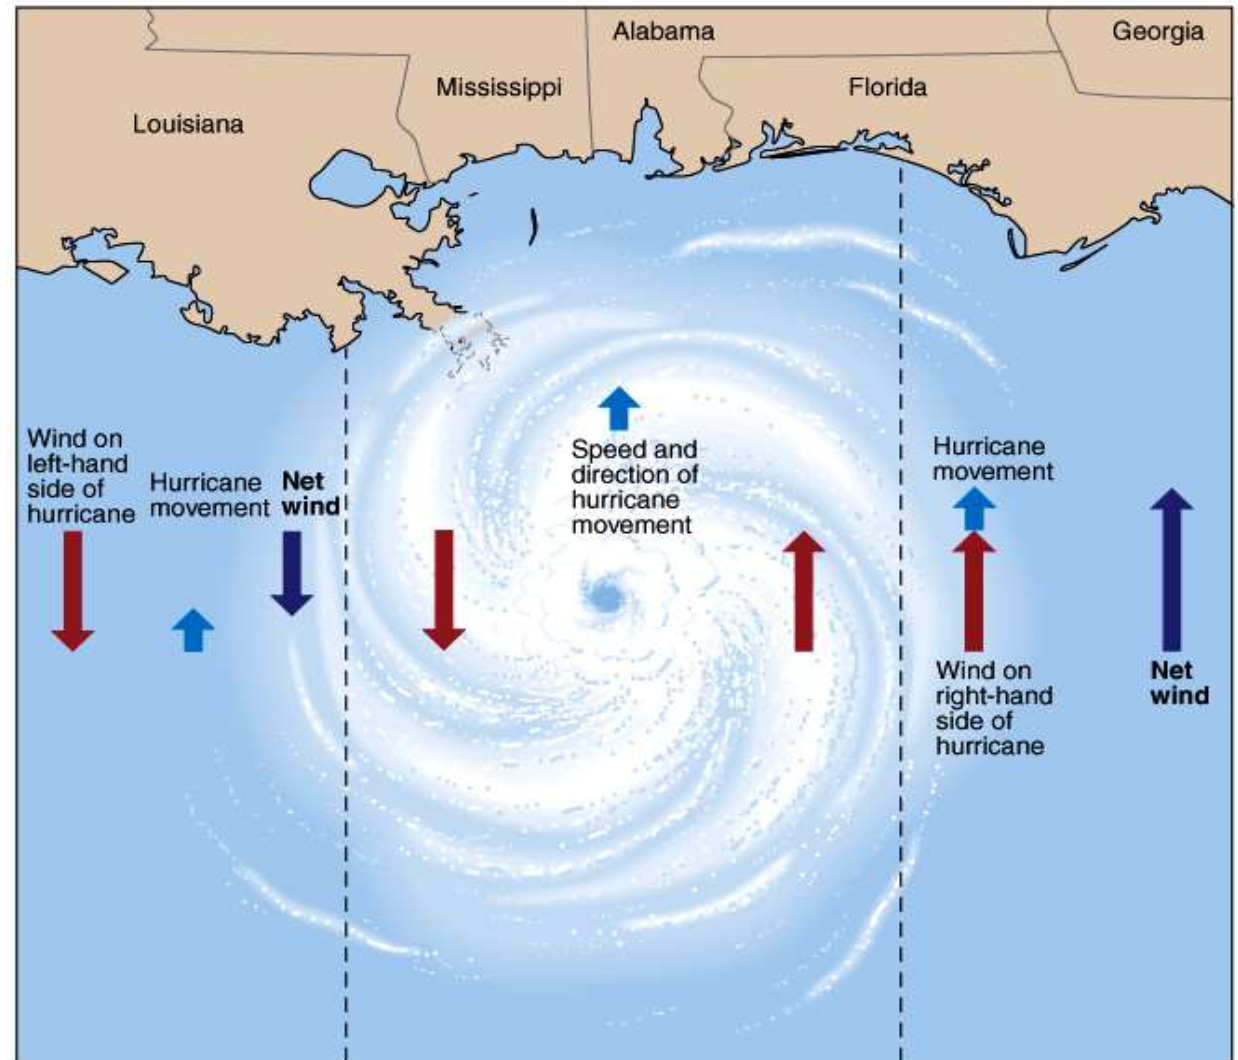 Alabama
Georgia
Mississippi
Florida
Louisiana
Wind on
left-hand
side of
hurricane
Hurricane
movement
Net
wind
Speed and
direction of
hurricane
movement
Hurricane
movement
Wind on
right-hand
side of
hurricane
Net
wind